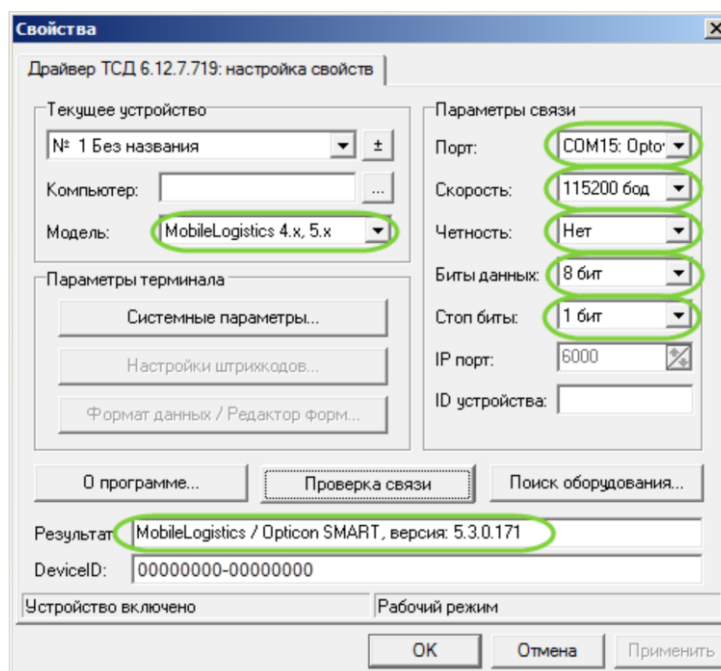 Свойства
Драйвер ТСД 6.12.7.719: настройка свойств
Текущее устройство
№ 1 Без названия
±
Компьютер:
...
Модель:
MobileLogistics 4.x, 5.x
Параметры терминала
Системные параметры...
Настройки штрихкодов...
Формат данных / Редактор форм...
Параметры связи
Порт:
COM15: Opto
Скорость:
115200 бод
Четность:
Нет
Биты данных:
8 бит
Стоп биты:
1 бит
IP порт:
6000
ID устройства:
О программе...
Проверка связи
Поиск оборудования...
Результат
MobileLogistics / Opticon SMART, версия: 5.3.0.171
DeviceID:
00000000-00000000
Устройство включено
Рабочий режим
OK
Отмена
Применить